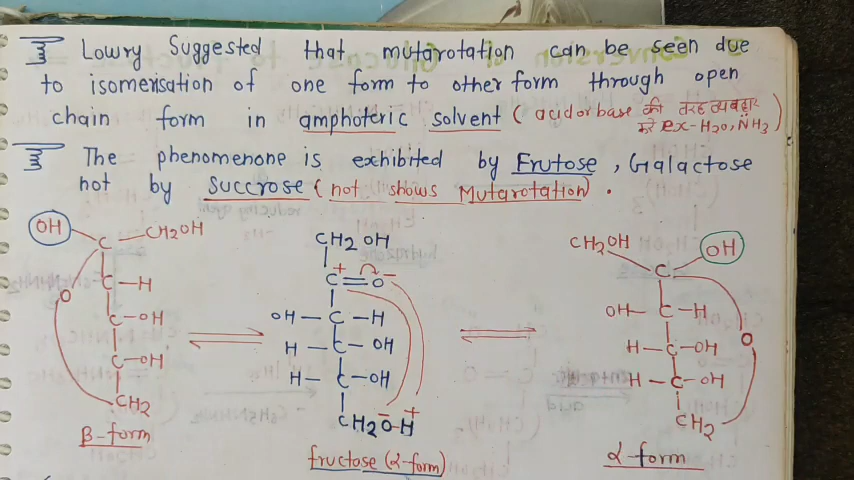 Lowry Suggested that mutarotation can be seen due
to isomerisation of one form to other form through open
chain form in amphoteric solvent (acid or base की तरह व्यवहार
करे ex-H2O, N̈H3)
The phenomenone is exhibited by Frutose, Galactose
not by Succrose (not shows Mutarotation).
OH C CH2OH
C-H
O
C-OH
C-OH
CH2
β-form
CH2OH
C+=O-
OH-C-H
H-C-OH
H-C-OH
CH2O-H
- +
fructose (α-form)
CH2OH OH
C
OH-C-H
O
H-C-OH
H-C-OH
CH2
α-form